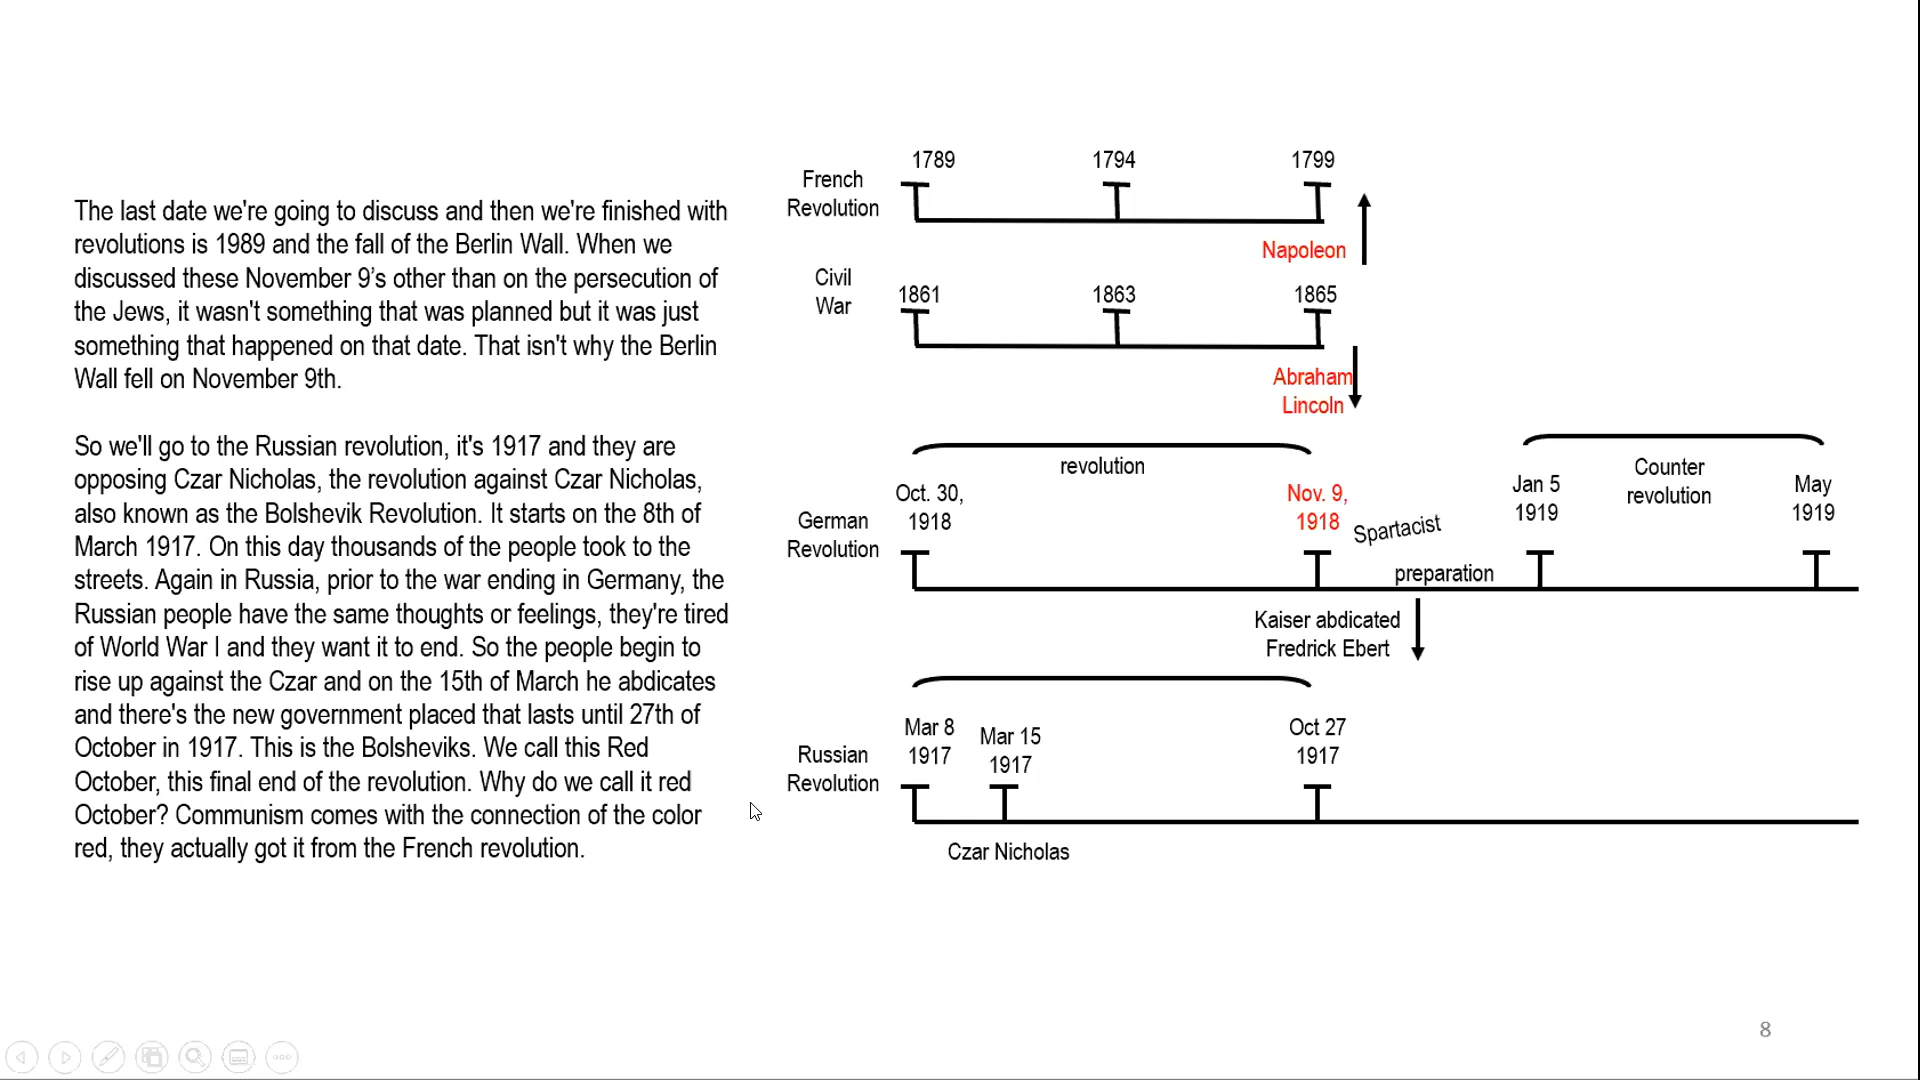 The last date we're going to discuss and then we're finished with
revolutions is 1989 and the fall of the Berlin Wall. When we
discussed these November 9’s other than on the persecution of
the Jews, it wasn't something that was planned but it was just
something that happened on that date. That isn't why the Berlin
Wall fell on November 9th.
So we'll go to the Russian revolution, it's 1917 and they are
opposing Czar Nicholas, the revolution against Czar Nicholas,
also known as the Bolshevik Revolution. It starts on the 8th of
March 1917. On this day thousands of the people took to the
streets. Again in Russia, prior to the war ending in Germany, the
Russian people have the same thoughts or feelings, they're tired
of World War I and they want it to end. So the people begin to
rise up against the Czar and on the 15th of March he abdicates
and there's the new government placed that lasts until 27th of
October in 1917. This is the Bolsheviks. We call this Red
October, this final end of the revolution. Why do we call it red
October? Communism comes with the connection of the color
red, they actually got it from the French revolution.
French
Revolution
1789
1794
1799
Napoleon
Civil
War
1861
1863
1865
Abraham
Lincoln
German
Revolution
revolution
Oct. 30,
1918
Nov. 9,
1918
Spartacist
preparation
Jan 5
1919
Counter
revolution
May
1919
Kaiser abdicated
Fredrick Ebert
Russian
Revolution
Mar 8
1917
Mar 15
1917
Oct 27
1917
Czar Nicholas
8